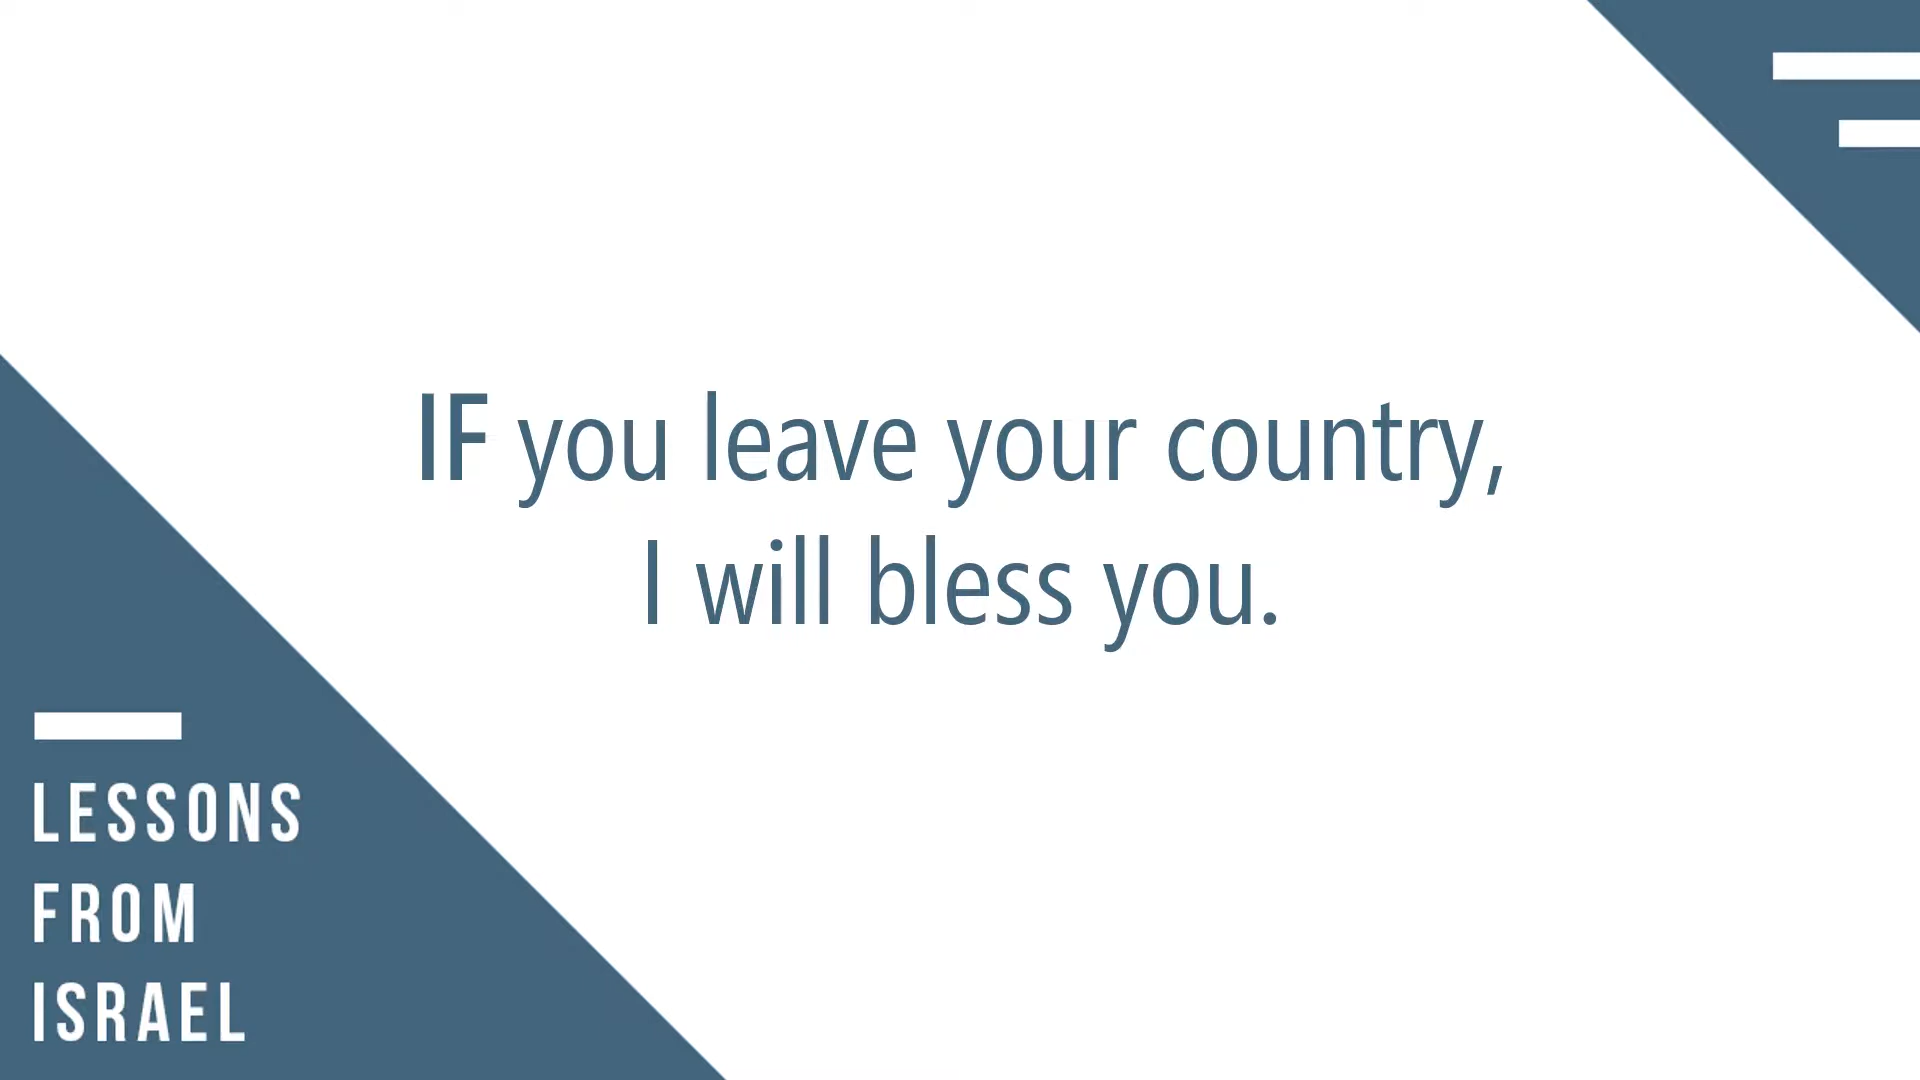 IF you leave your country,
I will bless you.
LESSONS
FROM
ISRAEL